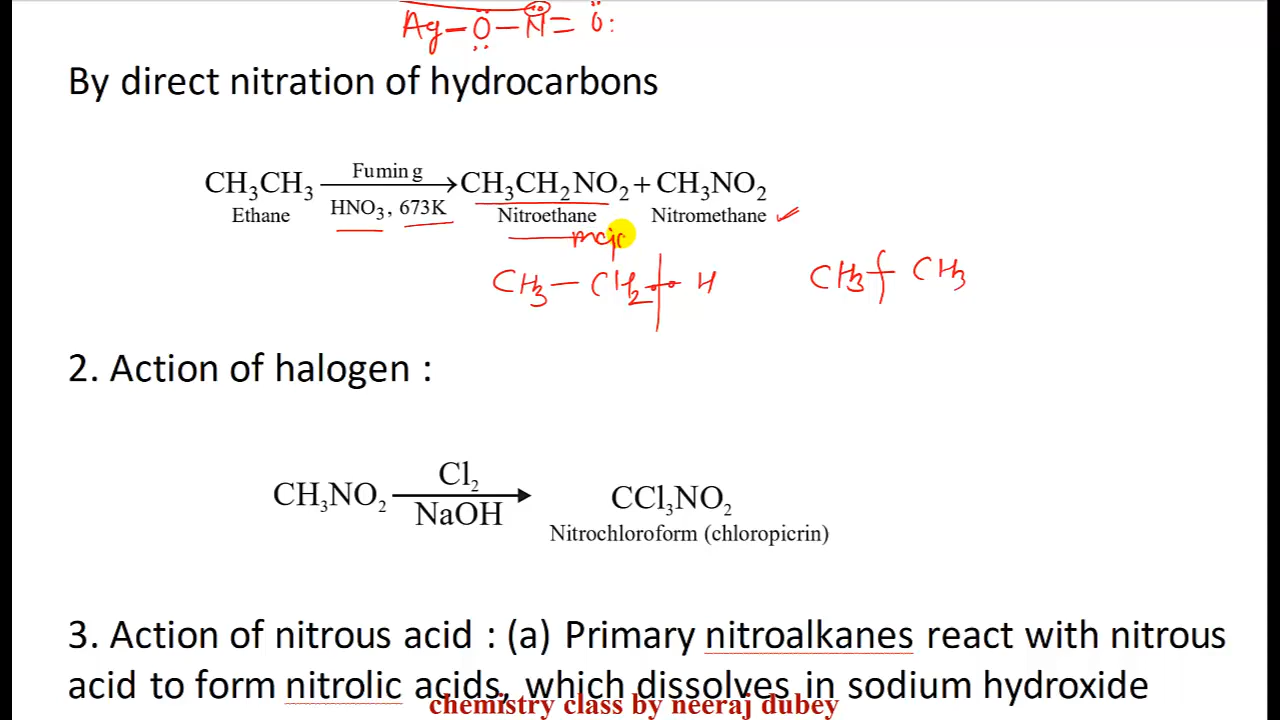 Ag–Ö–N=Ö:
By direct nitration of hydrocarbons
CH₃CH₃ Fuming HNO₃, 673K → CH₃CH₂NO₂ + CH₃NO₂
Ethane Nitroethane Nitromethane
CH₃ – CH₂ – H CH₃ – CH₃
2. Action of halogen :
CH₃NO₂ Cl₂ NaOH → CCl₃NO₂
Nitrochloroform (chloropicrin)
3. Action of nitrous acid : (a) Primary nitroalkanes react with nitrous
acid to form nitrolic acids, which dissolves in sodium hydroxide
chemistry class by neeraj dubey